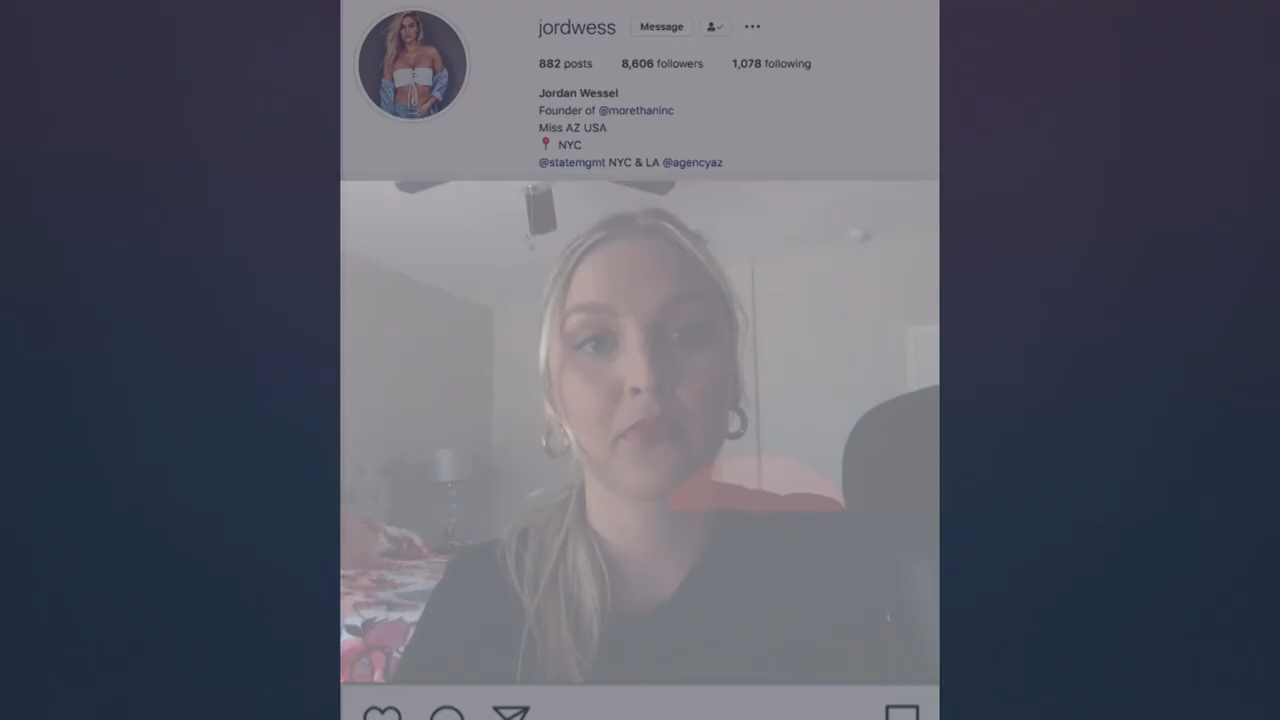 jordwess Message
882 posts 8,606 followers 1,078 following
Jordan Wessel
Founder of @morethaninc
Miss AZ USA
NYC
@statemgmt NYC & LA @agencyaz